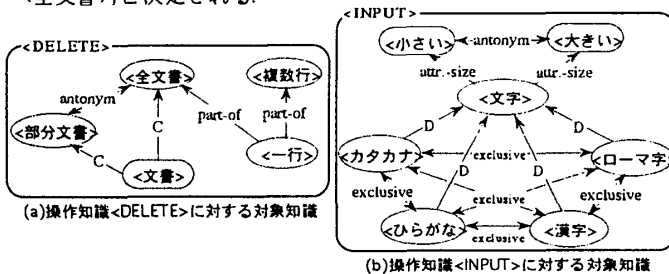 <全文書>に決定される.
<DELETE>
<全文書>
<複数行>
antonym
<部分文書>
C
C
part-of
part-of
<一行>
<文書>
(a)操作知識<DELETE>に対する対象知識
<INPUT>
<小さい>
antonym
<大きい>
attr.-size
attr.-size
<文字>
D
D
<カタカナ>
exclusive
<ローマ字>
D
D
exclusive
exclusive
exclusive
<ひらがな>
exclusive
<漢字>
exclusive
(b)操作知識<INPUT>に対する対象知識